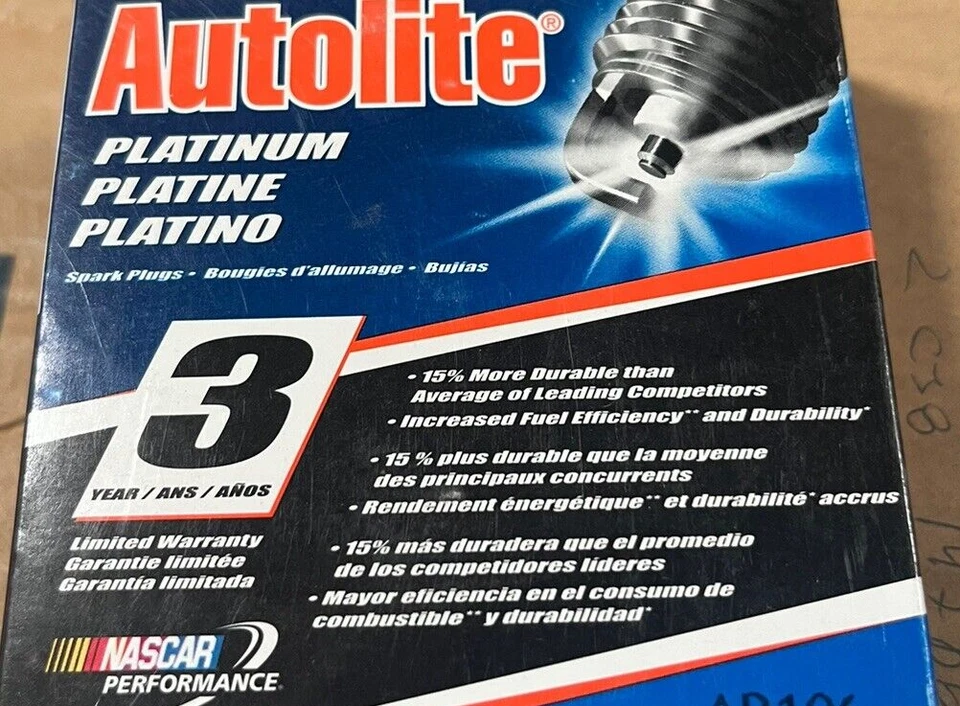 Autolite®
PLATINUM
PLATINE
PLATINO
Spark Plugs • Bougies d'allumage • Bujías
3
YEAR / ANS / AÑOS
Limited Warranty
Garantie limitée
Garantía limitada
• 15% More Durable than
Average of Leading Competitors
• Increased Fuel Efficiency** and Durability*
• 15 % plus durable que la moyenne
des principaux concurrents
• Rendement énergétique** et durabilité* accrus
• 15% más duradera que el promedio
de los competidores líderes
• Mayor eficiencia en el consumo de
combustible** y durabilidad*
NASCAR
PERFORMANCE